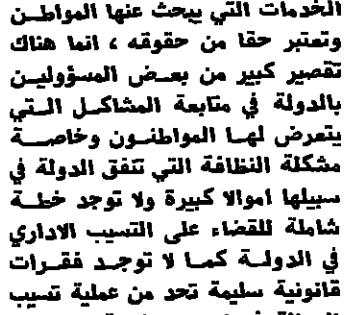 الخدمات التي يبحث عنها المواطن
وتعتبر حقا من حقوقه ، انما هناك
تقصير كبير من بعض المسؤولين
بالدولة في متابعة المشاكل التي
يتعرض لها المواطنون وخاصة
مشكلة النظافة التي تنفق الدولة في
سبيلها اموالا كبيرة ولا توجد خطة
شاملة للقضاء على التسيب الاداري
في الدولة كما لا توجد فقرات
قانونية سليمة تحد من عملية تسيب